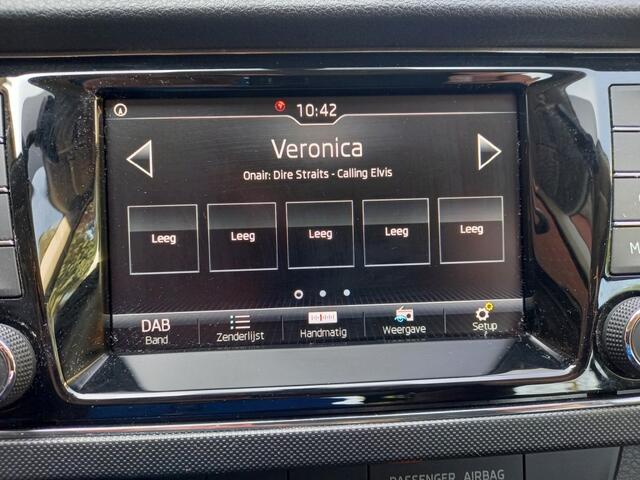 10:42
Veronica
Onair: Dire Straits - Calling Elvis
Leeg Leeg Leeg Leeg Leeg
DAB
Band Zenderlijst Handmatig Weergave Setup
M
PASSENGER AIRBAG